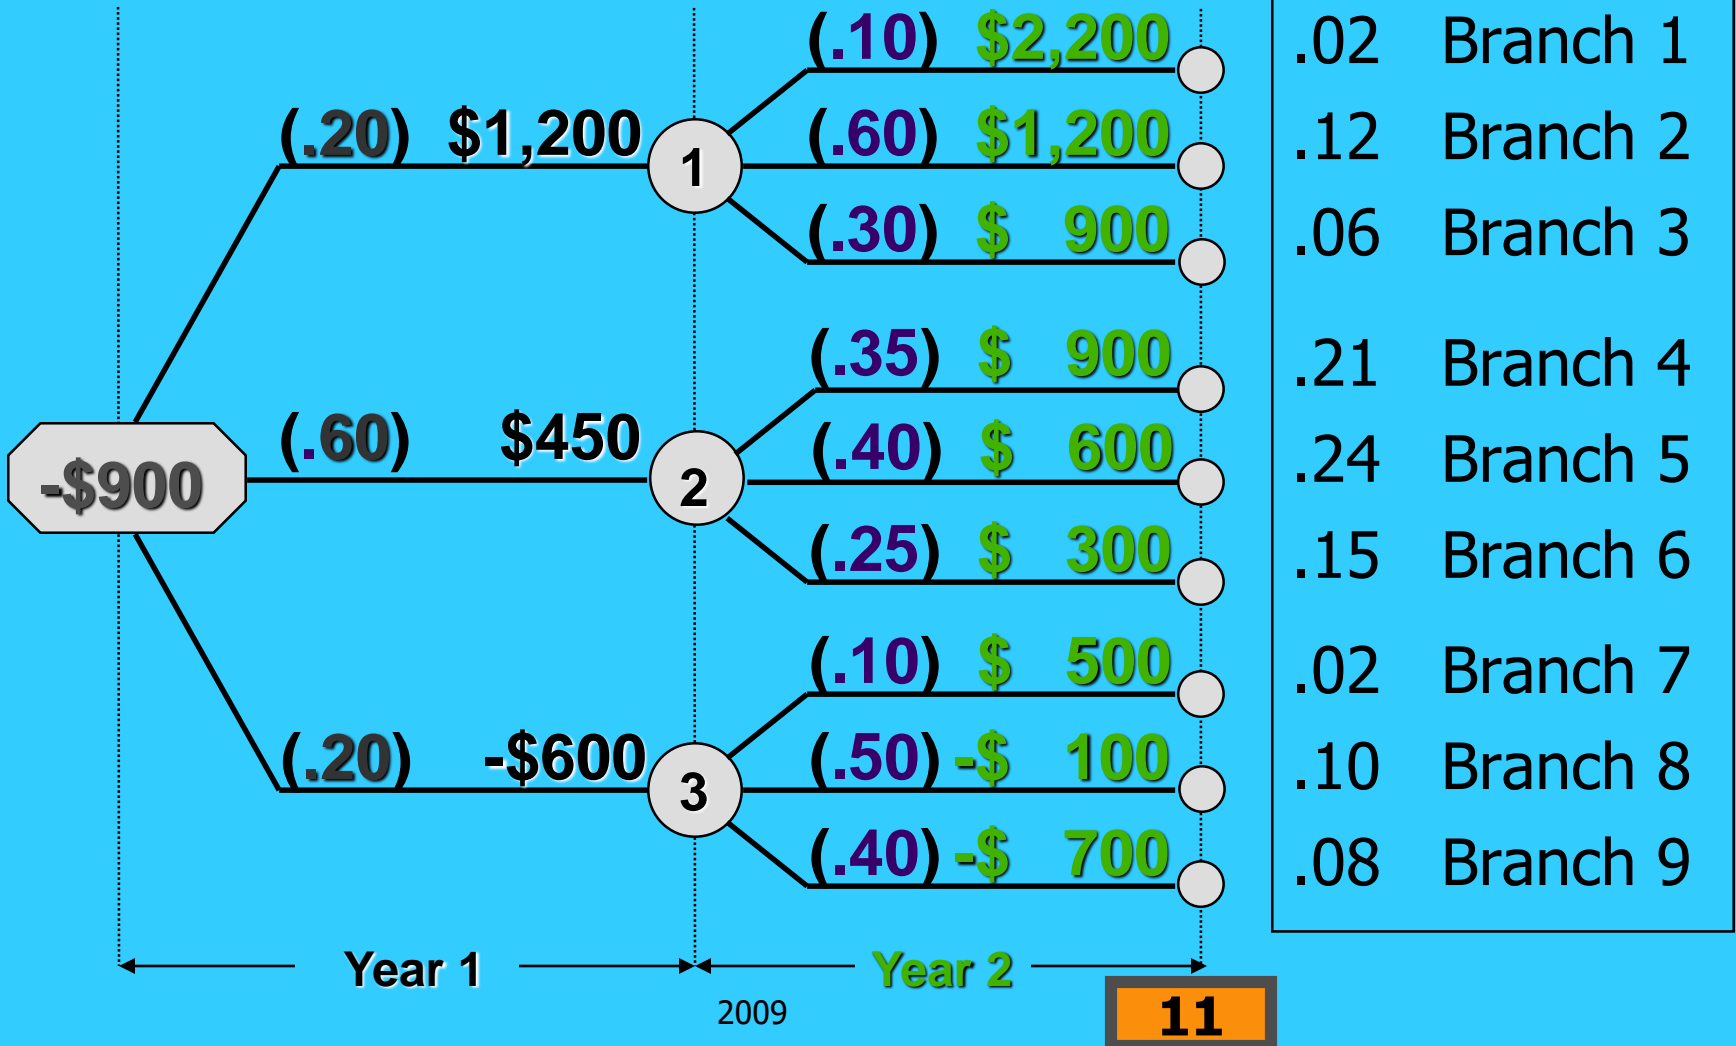 (.10) $2,200 .02 Branch 1
(.20) $1,200 1 (.60) $1,200 .12 Branch 2
(.30) $ 900 .06 Branch 3
(.35) $ 900 .21 Branch 4
-$900 (.60) $450 2 (.40) $ 600 .24 Branch 5
(.25) $ 300 .15 Branch 6
(.10) $ 500 .02 Branch 7
(.20) -$600 3 (.50) -$ 100 .10 Branch 8
(.40) -$ 700 .08 Branch 9
Year 1 Year 2
2009 11